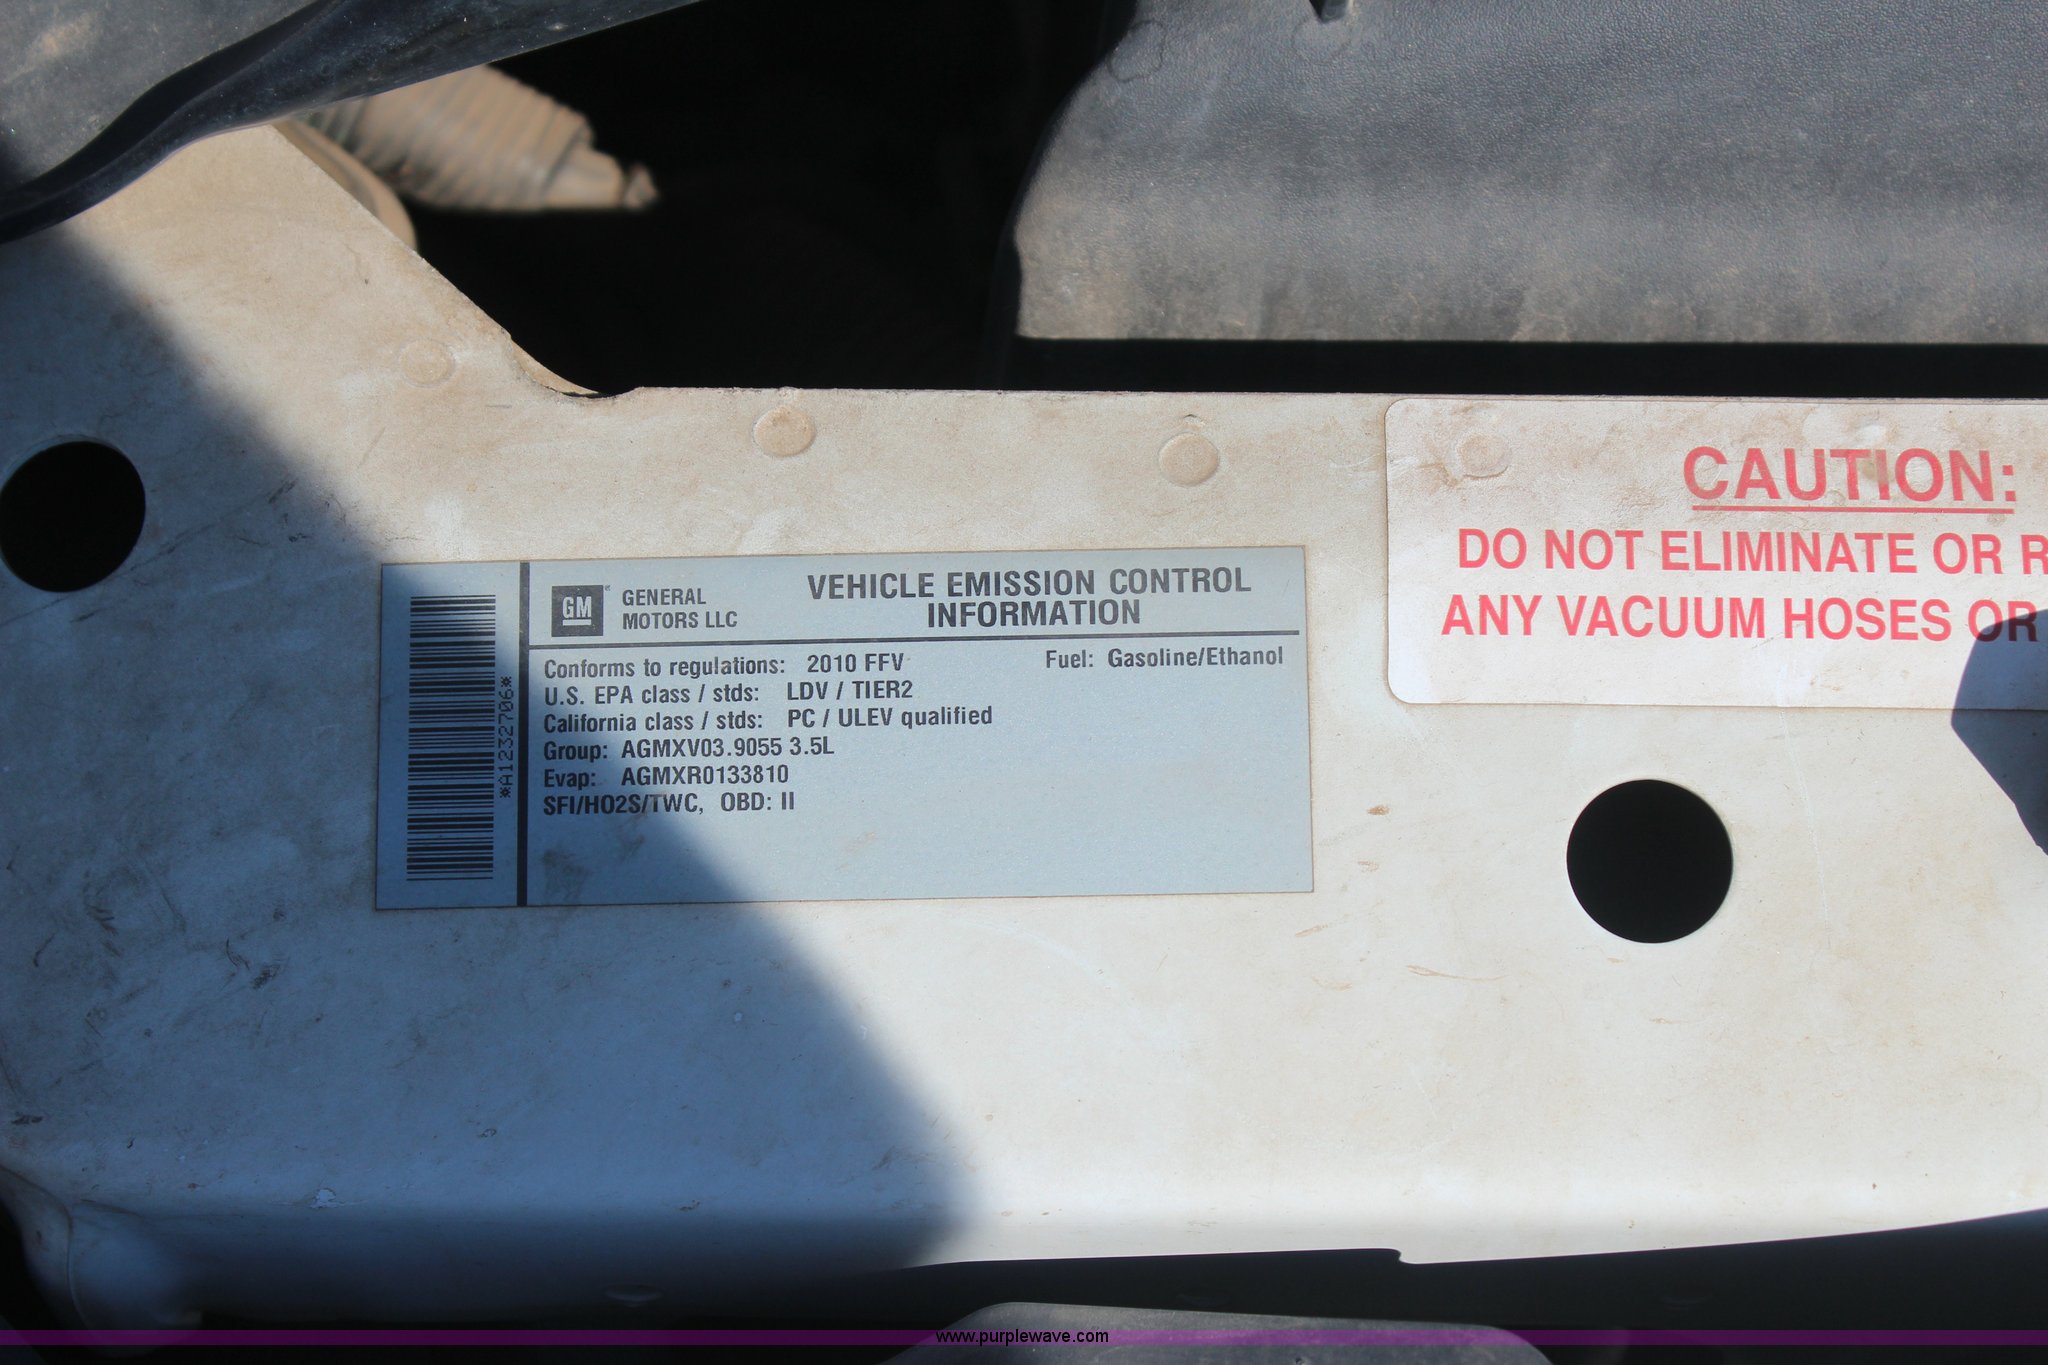 GM GENERAL
MOTORS LLC
VEHICLE EMISSION CONTROL
INFORMATION
Conforms to regulations: 2010 FFV Fuel: Gasoline/Ethanol
U.S. EPA class / stds: LDV / TIER2
California class / stds: PC / ULEV qualified
Group: AGMXV03.9055 3.5L
Evap: AGMXR0133810
SFI/HO2S/TWC, OBD: II
*A1232706*
CAUTION:
DO NOT ELIMINATE OR
ANY VACUUM HOSES OR
www.purplewave.com